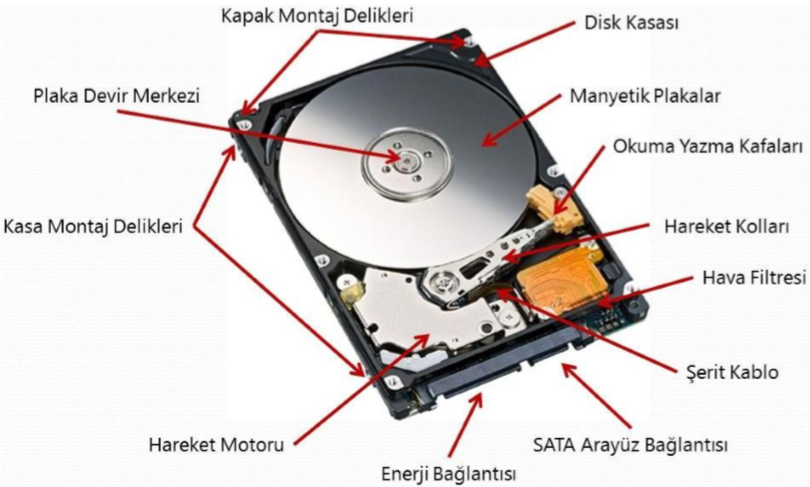 Kapak Montaj Delikleri
Disk Kasası
Plaka Devir Merkezi
Manyetik Plakalar
Okuma Yazma Kafaları
Kasa Montaj Delikleri
Hareket Kolları
Hava Filtresi
Şerit Kablo
Hareket Motoru
SATA Arayüz Bağlantısı
Enerji Bağlantısı